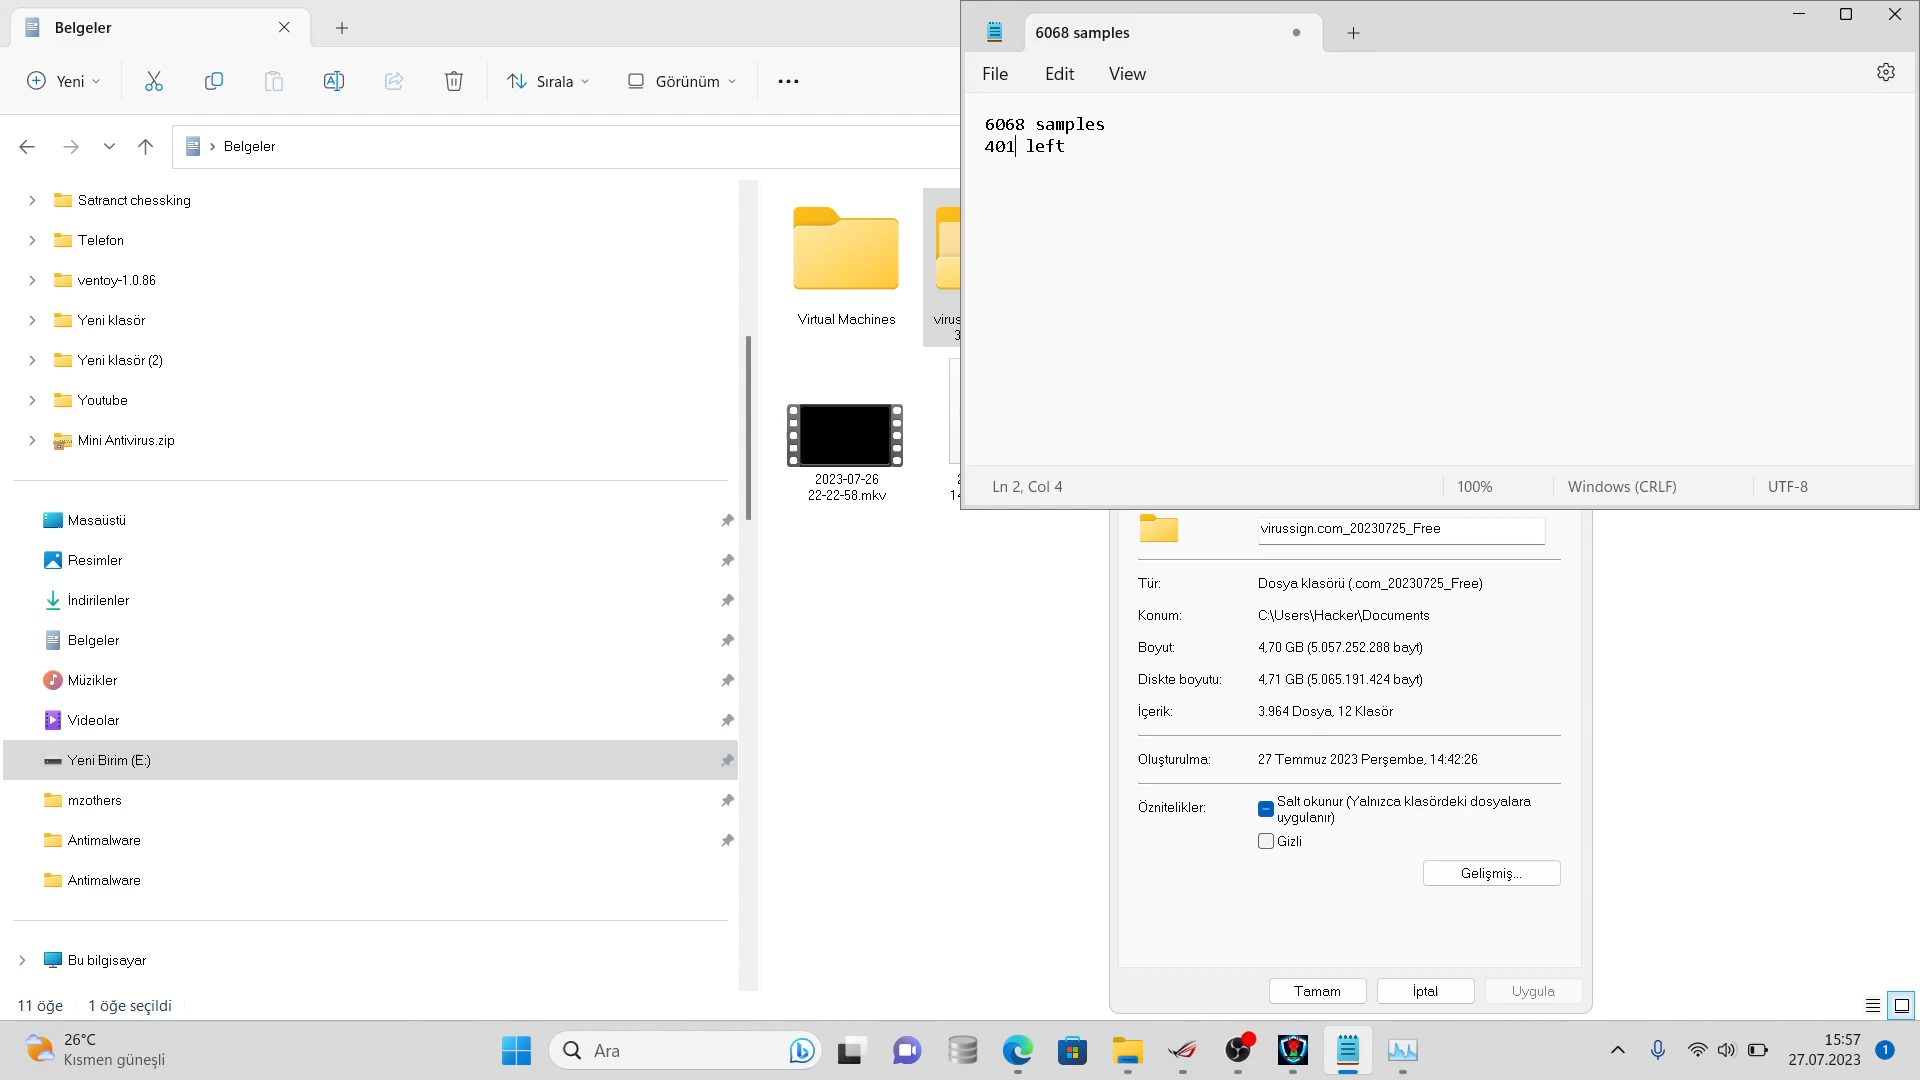 Belgeler
6068 samples
Yeni
Sırala
Görünüm
File
Edit
View
Belgeler
6068 samples
401 left
Satranct chessking
Telefon
ventoy-1.0.86
Yeni klasör
Yeni klasör (2)
Youtube
Mini Antivirus.zip
Virtual Machines
virus
2023-07-26
22-22-58.mkv
Ln 2, Col 4
100%
Windows (CRLF)
UTF-8
Masaüstü
Resimler
İndirilenler
Belgeler
Müzikler
Videolar
Yeni Birim (E:)
mzothers
Antimalware
Antimalware
Bu bilgisayar
virussign.com_20230725_Free
Tür:
Dosya klasörü (.com_20230725_Free)
Konum:
C:\Users\Hacker\Documents
Boyut:
4,70 GB (5.057.252.288 bayt)
Diskte boyutu:
4,71 GB (5.065.191.424 bayt)
İçerik:
3.964 Dosya, 12 Klasör
Oluşturulma:
27 Temmuz 2023 Perşembe, 14:42:26
Öznitelikler:
Salt okunur (Yalnızca klasördeki dosyalara
uygulanır)
Gizli
Gelişmiş...
Tamam
İptal
Uygula
11 öğe
1 öğe seçildi
26°C
Kısmen güneşli
Ara
15:57
27.07.2023
1